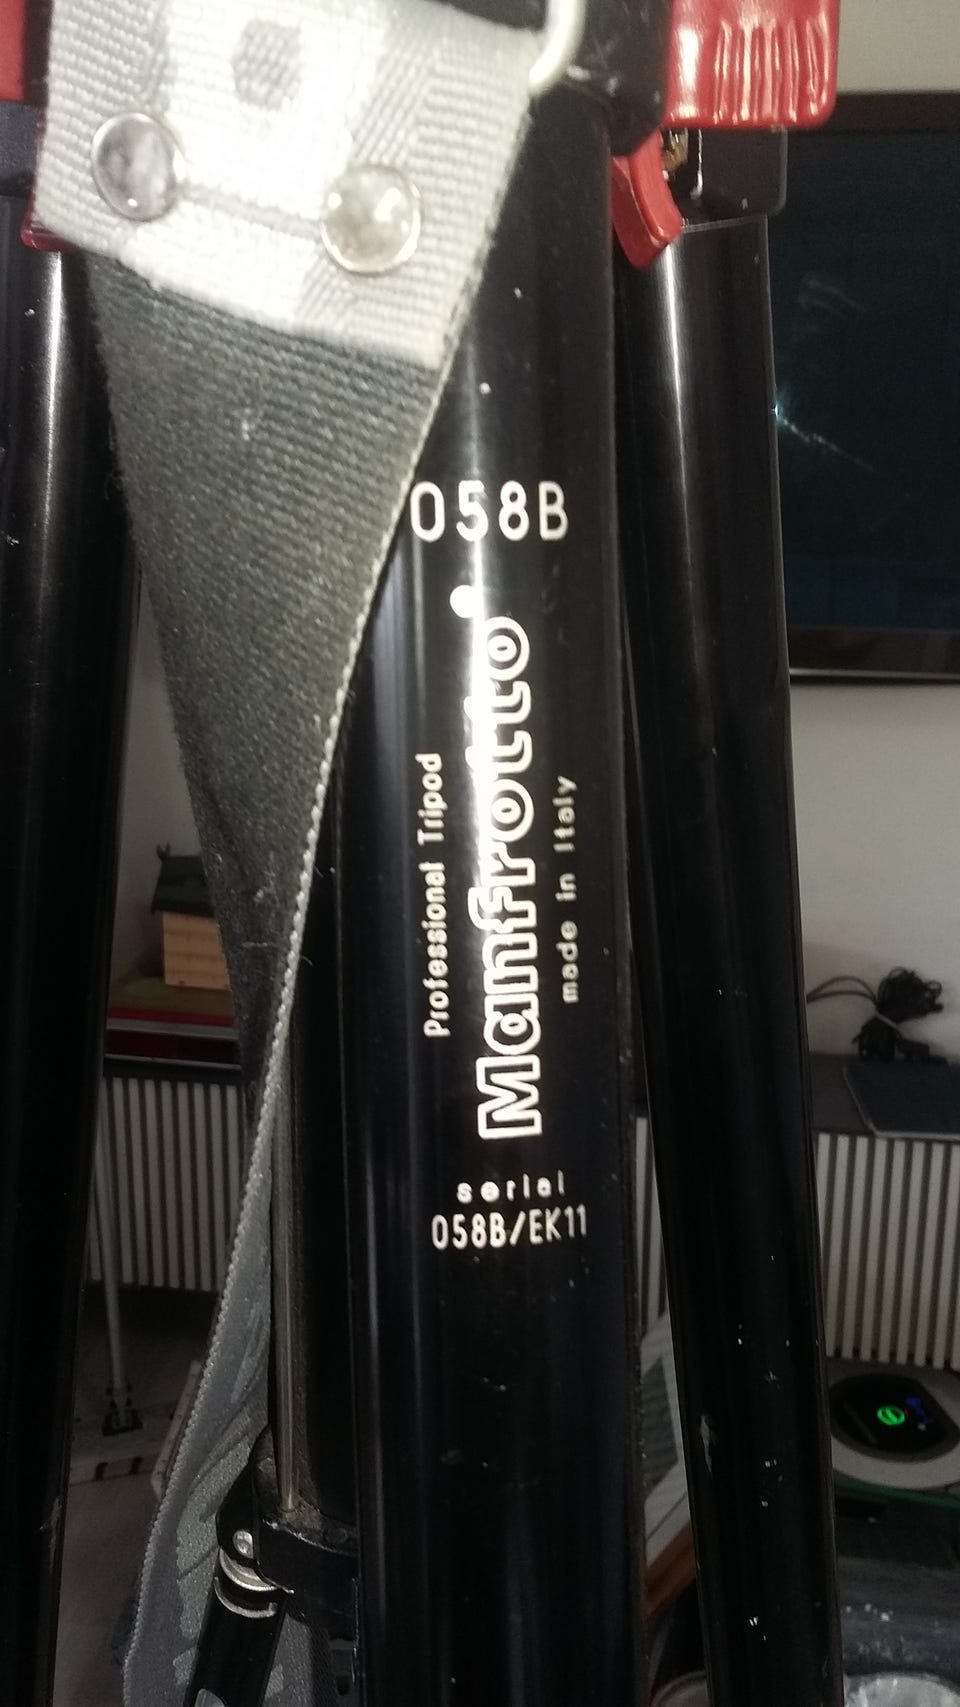 058B
Professional Tripod
Manfrotto
made in Italy
serial
058B/EK11